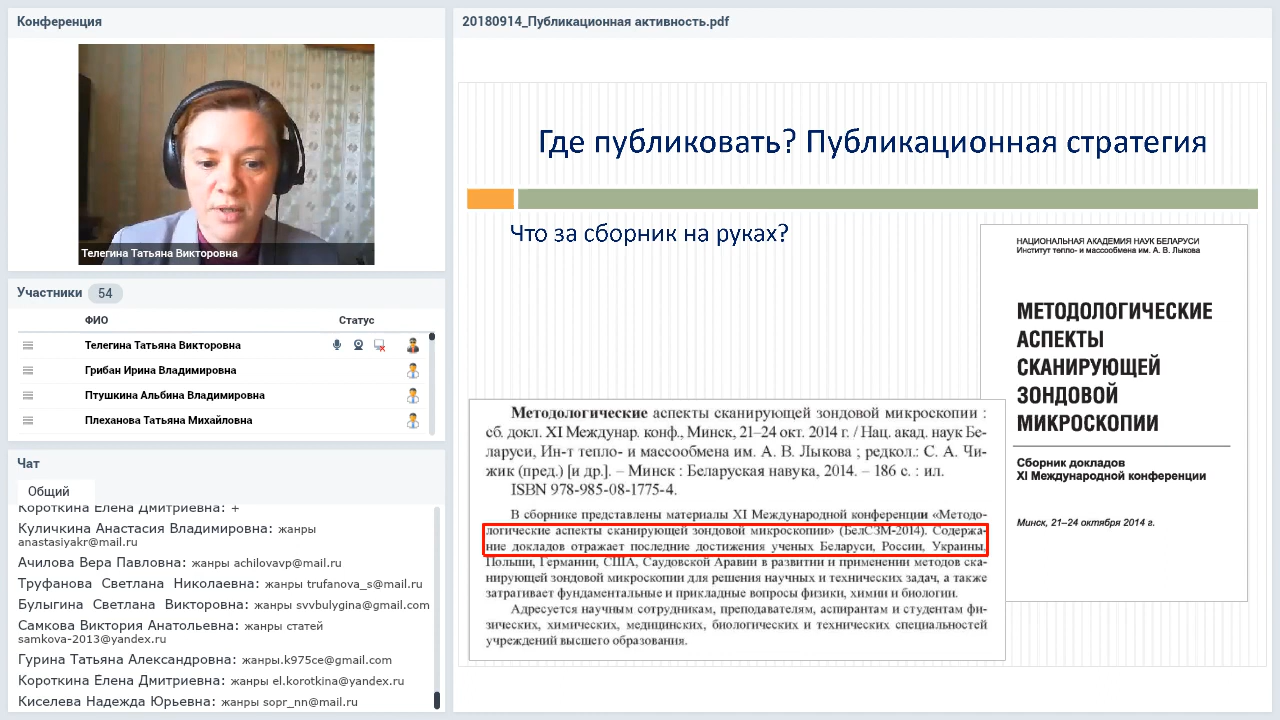 Конференция
Телегина Татьяна Викторовна
Участники 54
ФИО Статус
Телегина Татьяна Викторовна
Грибан Ирина Владимировна
Птушкина Альбина Владимировна
Плеханова Татьяна Михайловна
Чат
Общий
Короткина Елена Дмитриевна: +
Куличкина Анастасия Владимировна: жанры
anastasiyakr@mail.ru
Ачилова Вера Павловна: жанры achilovavp@mail.ru
Труфанова Светлана Николаевна: жанры trufanova_s@mail.ru
Булыгина Светлана Викторовна: жанры svvbulygina@gmail.com
Самкова Виктория Анатольевна: жанры статей
samkova-2013@yandex.ru
Гурина Татьяна Александровна: жанры.k975ce@gmail.com
Короткина Елена Дмитриевна: жанры el.korotkina@yandex.ru
Киселева Надежда Юрьевна: жанры sopr_nn@mail.ru
20180914_Публикационная активность.pdf
Где публиковать? Публикационная стратегия
Что за сборник на руках?
НАЦИОНАЛЬНАЯ АКАДЕМИЯ НАУК БЕЛАРУСИ
Институт тепло- и массообмена им. А. В. Лыкова
МЕТОДОЛОГИЧЕСКИЕ
АСПЕКТЫ
СКАНИРУЮЩЕЙ
ЗОНДОВОЙ
МИКРОСКОПИИ
Сборник докладов
XI Международной конференции
Минск, 21–24 октября 2014 г.
Методологические аспекты сканирующей зондовой микроскопии :
сб. докл. XI Междунар. конф., Минск, 21–24 окт. 2014 г. / Нац. акад. наук Бе-
ларуси, Ин-т тепло- и массообмена им. А. В. Лыкова ; редкол.: С. А. Чи-
жик (пред.) [и др.]. – Минск : Беларуская навука, 2014. – 186 с. : ил.
ISBN 978-985-08-1775-4.
В сборнике представлены материалы XI Международной конференции «Методо-
логические аспекты сканирующей зондовой микроскопии» (БелСЗМ-2014). Содержа-
ние докладов отражает последние достижения ученых Беларуси, России, Украины,
Польши, Германии, США, Саудовской Аравии в развитии и применении методов ска-
нирующей зондовой микроскопии для решения научных и технических задач, а также
затрагивает фундаментальные и прикладные вопросы физики, химии и биологии.
Адресуется научным сотрудникам, преподавателям, аспирантам и студентам фи-
зических, химических, медицинских, биологических и технических специальностей
учреждений высшего образования.